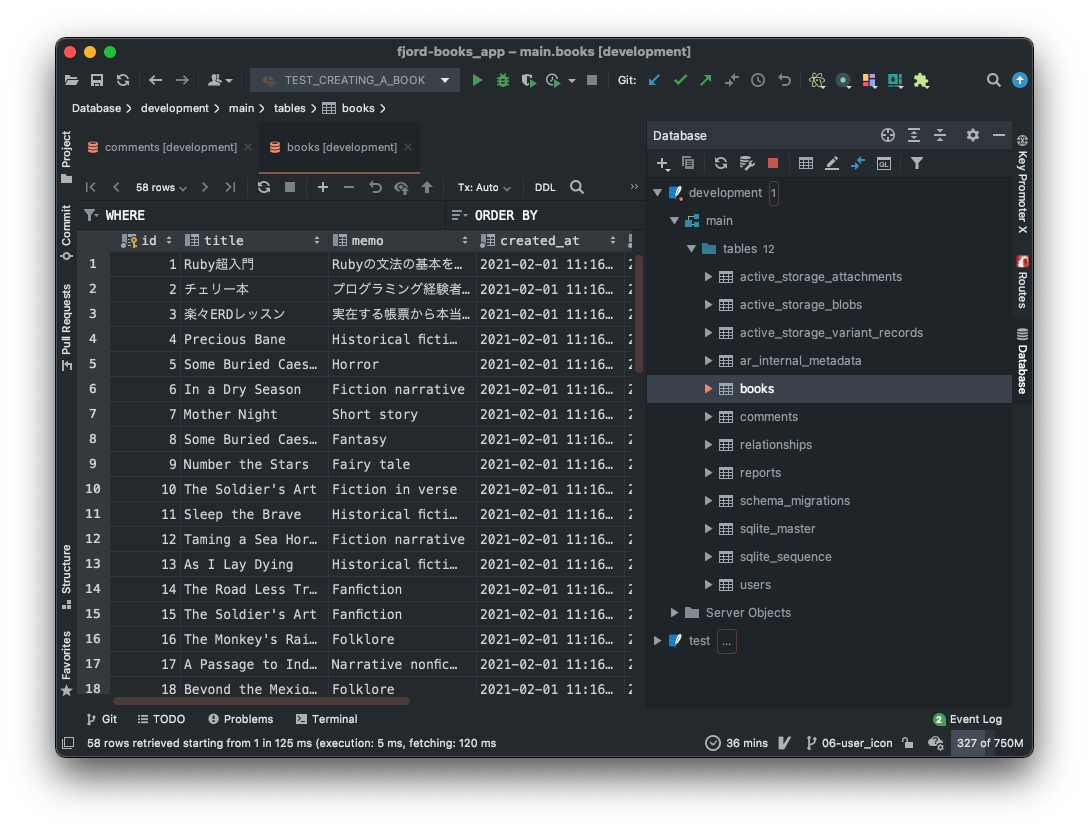 fjord-books_app – main.books [development]
TEST_CREATING_A_BOOK Git:
Database development main tables books
Project
Commit
Pull Requests
Structure
Favorites
comments [development] books [development]
58 rows Tx: Auto DDL
WHERE ORDER BY
id title memo created_at
1 1 Ruby超入門 Rubyの文法の基本を… 2021-02-01 11:16…
2 2 チェリー本 プログラミング経験者… 2021-02-01 11:16…
3 3 楽々ERDレッスン 実在する帳票から本当… 2021-02-01 11:16…
4 4 Precious Bane Historical ficti… 2021-02-01 11:16…
5 5 Some Buried Caes… Horror 2021-02-01 11:16…
6 6 In a Dry Season Fiction narrative 2021-02-01 11:16…
7 7 Mother Night Short story 2021-02-01 11:16…
8 8 Some Buried Caes… Fantasy 2021-02-01 11:16…
9 9 Number the Stars Fairy tale 2021-02-01 11:16…
10 10 The Soldier's Art Fiction in verse 2021-02-01 11:16…
11 11 Sleep the Brave Historical ficti… 2021-02-01 11:16…
12 12 Taming a Sea Hor… Fiction narrative 2021-02-01 11:16…
13 13 As I Lay Dying Historical ficti… 2021-02-01 11:16…
14 14 The Road Less Tr… Fanfiction 2021-02-01 11:16…
15 15 The Soldier's Art Fanfiction 2021-02-01 11:16…
16 16 The Monkey's Rai… Folklore 2021-02-01 11:16…
17 17 A Passage to Ind… Narrative nonfic… 2021-02-01 11:16…
18 18 Beyond the Mexiq… Folklore 2021-02-01 11:16…
Database
QL
development 1
main
tables 12
active_storage_attachments
active_storage_blobs
active_storage_variant_records
ar_internal_metadata
books
comments
relationships
reports
schema_migrations
sqlite_master
sqlite_sequence
users
Server Objects
test …
Key Promoter X
Routes
Database
Git TODO Problems Terminal 2 Event Log
58 rows retrieved starting from 1 in 125 ms (execution: 5 ms, fetching: 120 ms 36 mins 06-user_icon 327 of 750M